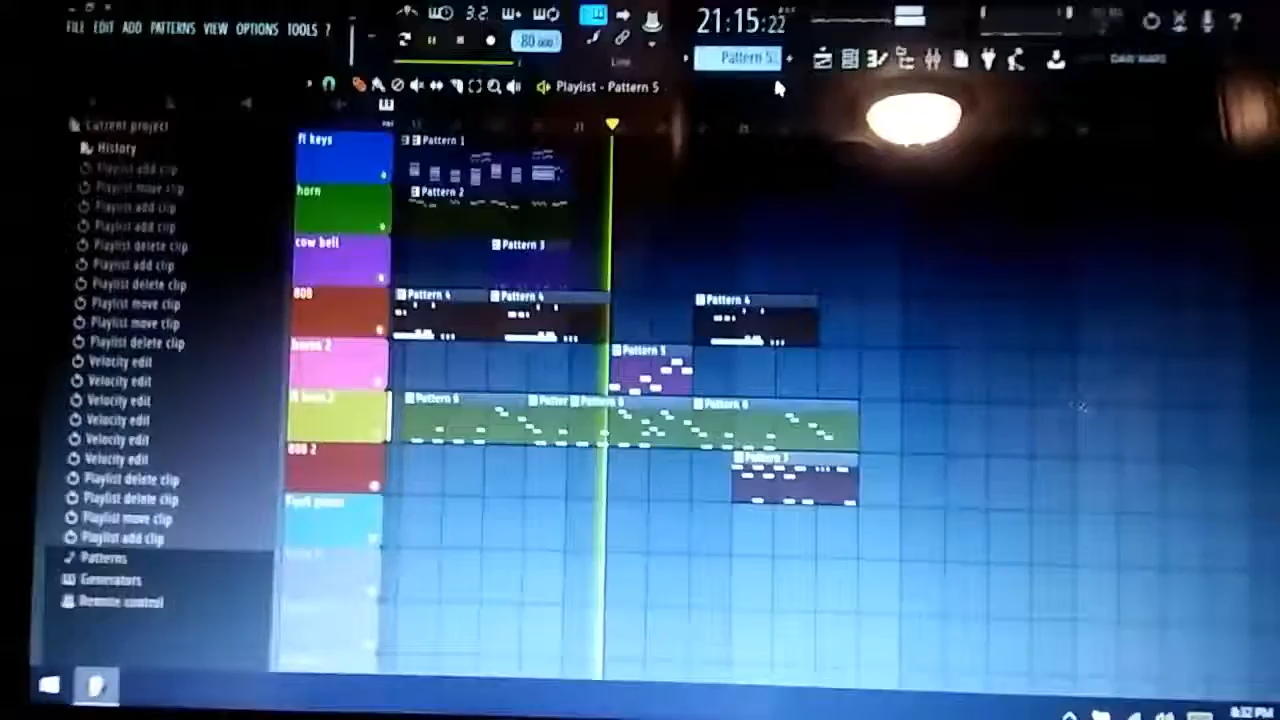 FILE EDIT ADD PATTERNS VIEW OPTIONS TOOLS ?
3.2
80.000
21:15:22
Pattern 5
Line
Playlist - Pattern 5
Current project
History
Playlist add clip
Playlist move clip
Playlist add clip
Playlist add clip
Playlist delete clip
Playlist add clip
Playlist delete clip
Playlist move clip
Playlist move clip
Playlist delete clip
Velocity edit
Velocity edit
Velocity edit
Velocity edit
Velocity edit
Velocity edit
Playlist delete clip
Playlist delete clip
Playlist move clip
Playlist add clip
Patterns
Generators
Remote control
fl keys
Pattern 1
horn
Pattern 2
cow bell
Pattern 3
808
Pattern 4
Pattern 4
Pattern 4
Pattern 5
Pattern 6
808 2
8:32 PM